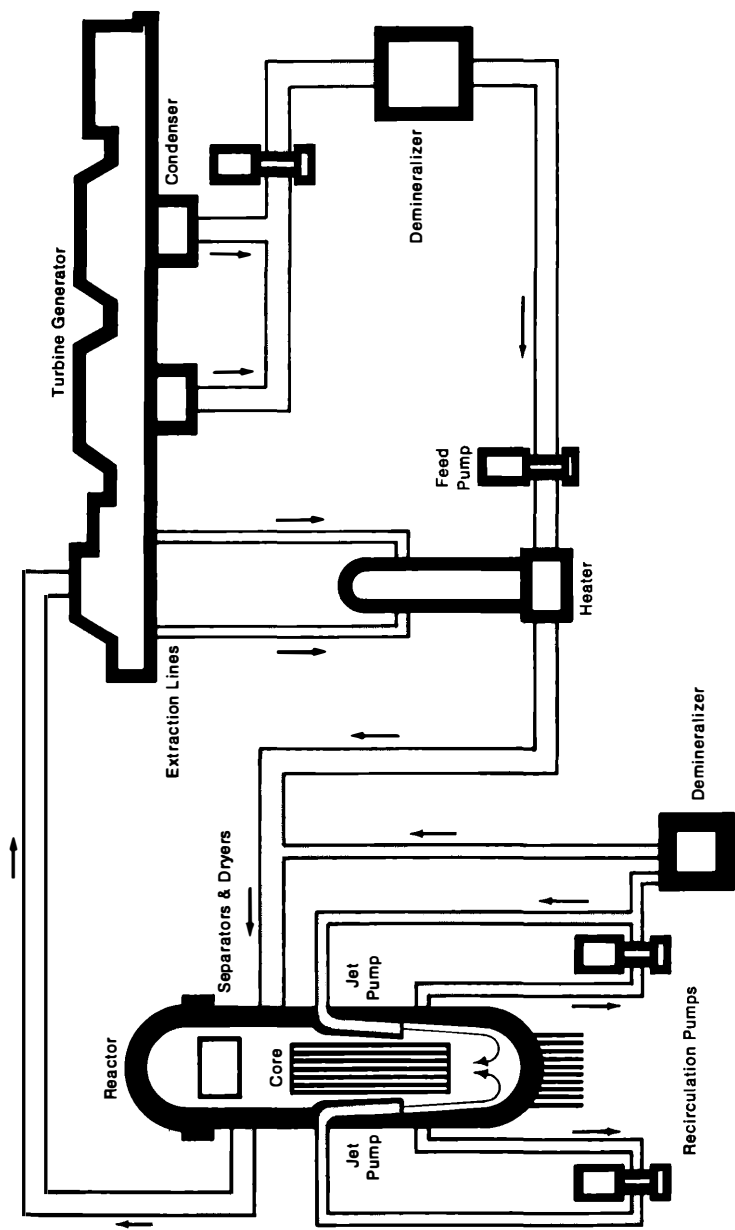 Turbine Generator
Condenser
Demineralizer
Feed
Pump
Heater
Extraction Lines
Separators & Dryers
Reactor
Core
Jet
Pump
Jet
Pump
Demineralizer
Recirculation Pumps